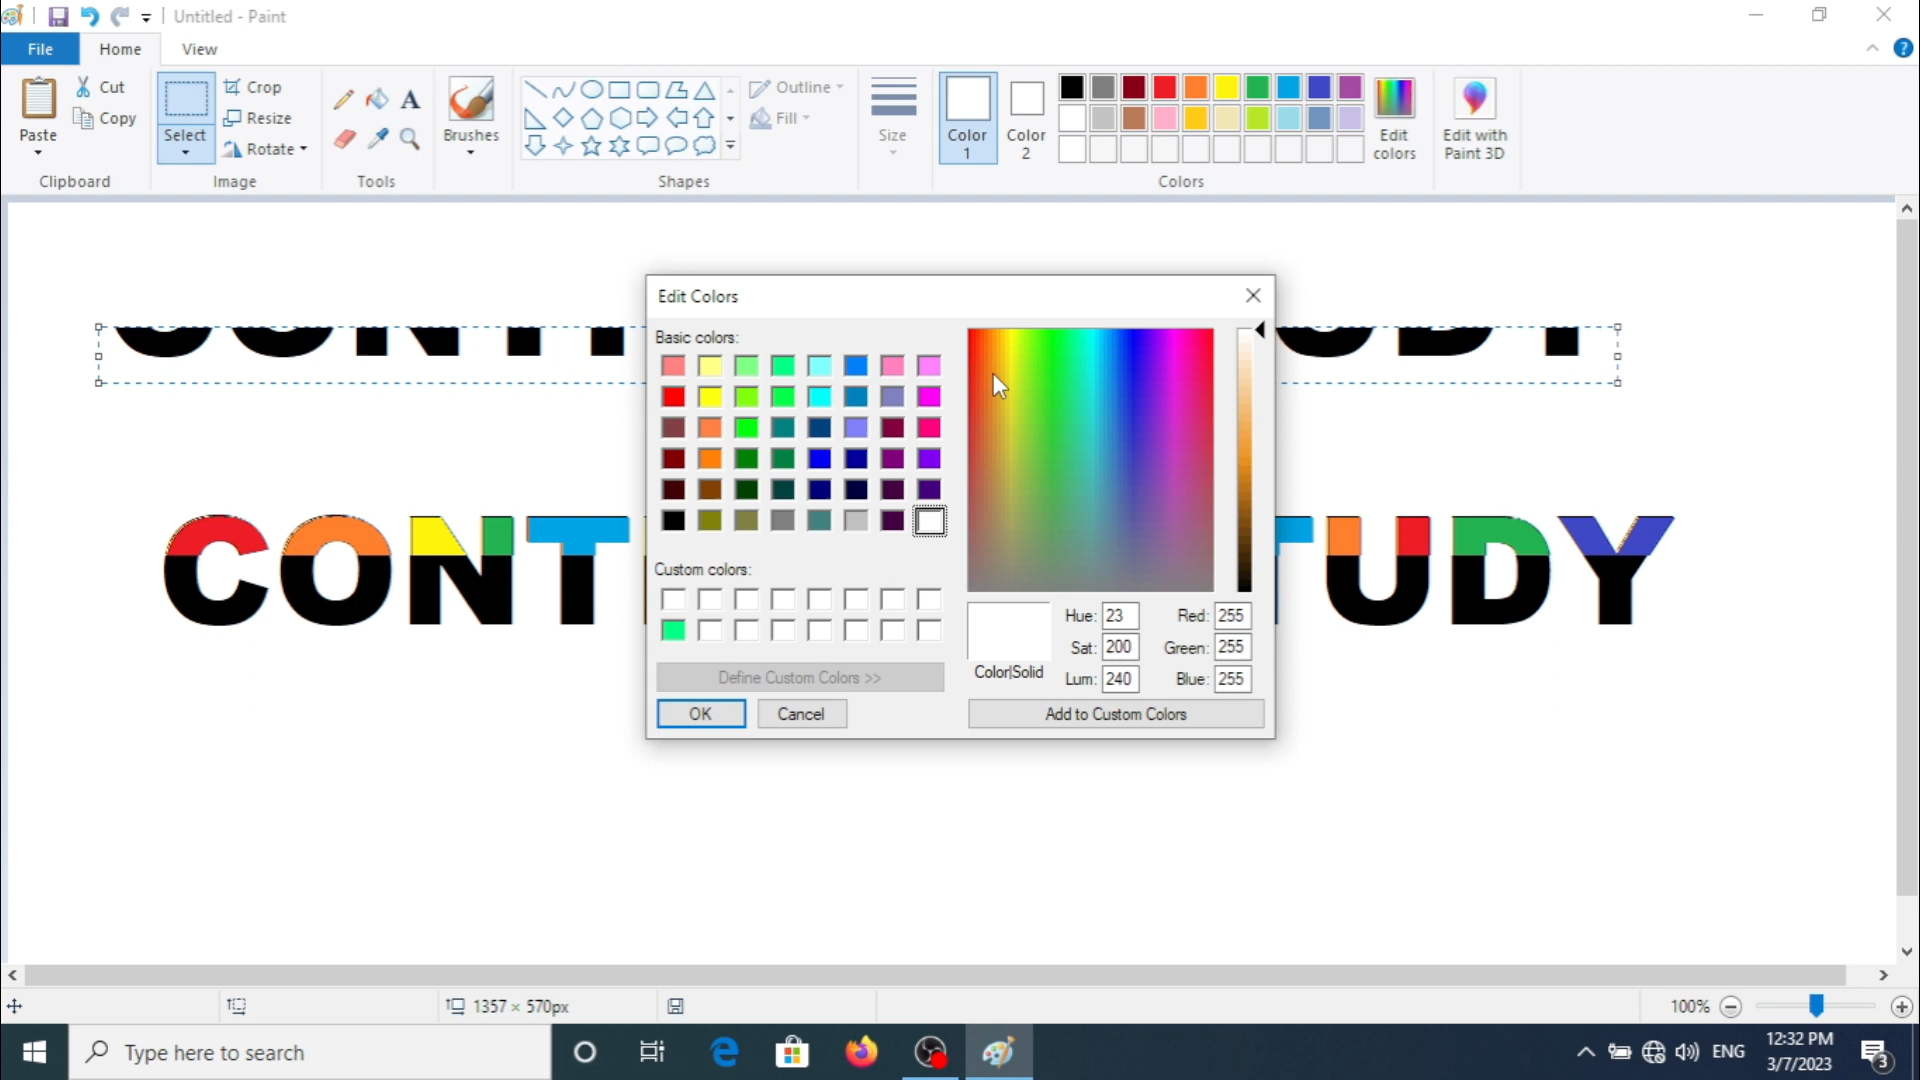 Untitled - Paint
File Home View
Cut Crop Outline
Copy Resize Fill
Paste Select Rotate Brushes Size Color 1 Color 2 Edit colors Edit with Paint 3D
Clipboard Image Tools Shapes Colors
Edit Colors
Basic colors:
CONT UDY
CONT TUDY
Custom colors:
Hue: 23 Red: 255
Sat: 200 Green: 255
Color|Solid Lum: 240 Blue: 255
Define Custom Colors >>
OK Cancel Add to Custom Colors
1357 × 570px 100%
Type here to search ENG 12:32 PM
3/7/2023 3